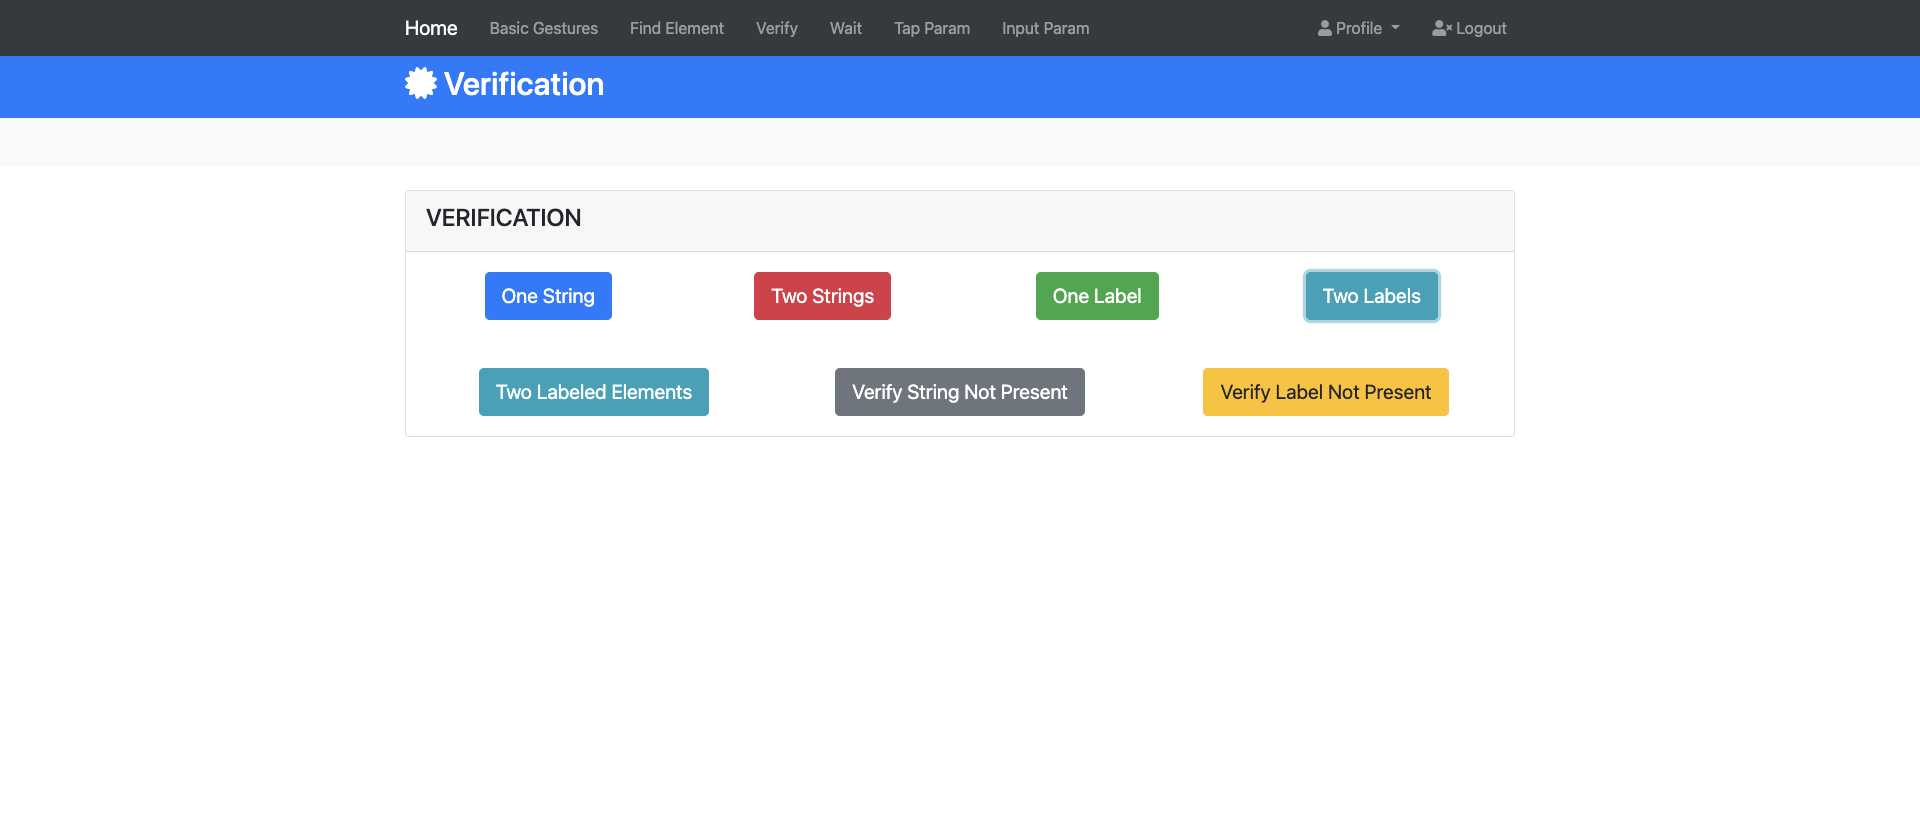 Home Basic Gestures Find Element Verify Wait Tap Param Input Param Profile Logout
Verification
VERIFICATION
One String Two Strings One Label Two Labels
Two Labeled Elements Verify String Not Present Verify Label Not Present